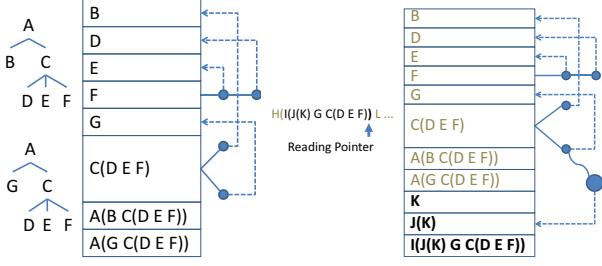 A
B C
D E F
A
G C
D E F
B
D
E
F
G
C(D E F)
A(B C(D E F))
A(G C(D E F))
H(I(J(K) G C(D E F)) L ...
Reading Pointer
B
D
E
F
G
C(D E F)
A(B C(D E F))
A(G C(D E F))
K
J(K)
I(J(K) G C(D E F))